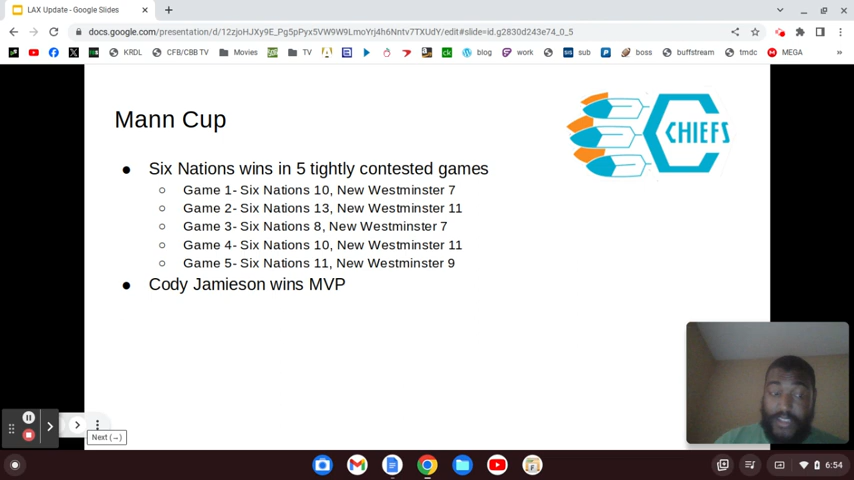 LAX Update - Google Slides
docs.google.com/presentation/d/12zjoHJXy9E_Pg5pPyx5VW9W9LmoYrj4h6Nntv7TXUdY/edit#slide=id.g2830d243e74_0_5
KRDL CFB/CBB TV Movies TV blog work sub boss buffstream tmdc MEGA »
Mann Cup
CHIEFS
● Six Nations wins in 5 tightly contested games
○ Game 1- Six Nations 10, New Westminster 7
○ Game 2- Six Nations 13, New Westminster 11
○ Game 3- Six Nations 8, New Westminster 7
○ Game 4- Six Nations 10, New Westminster 11
○ Game 5- Six Nations 11, New Westminster 9
● Cody Jamieson wins MVP
Next (→)
6:54